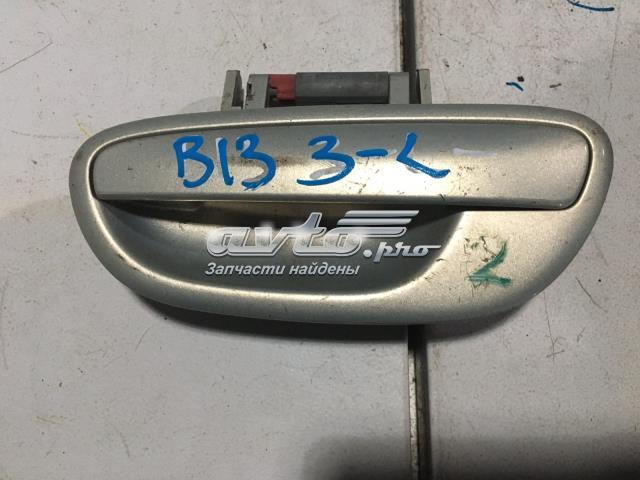 B13 3-L
avto.pro
Запчасти найдены
L